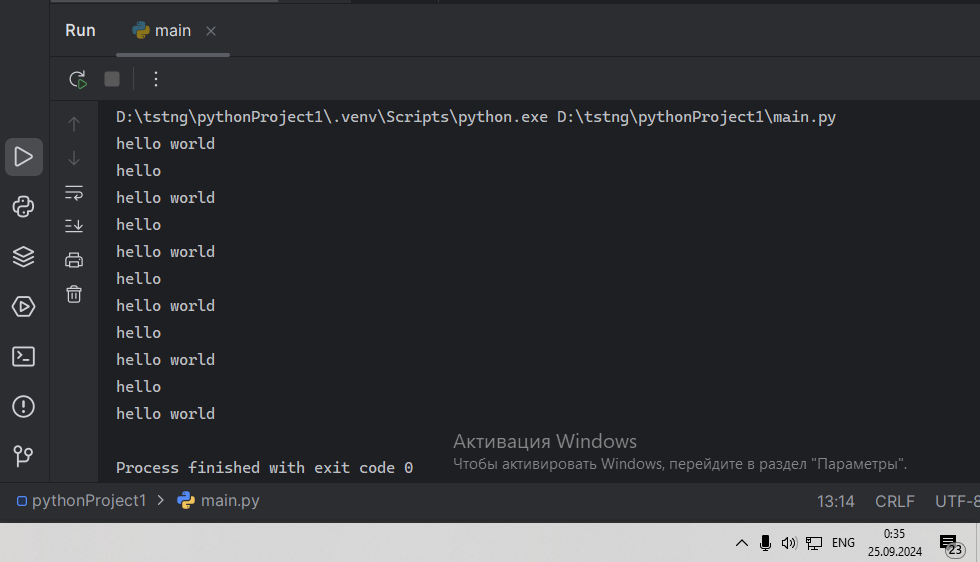 Run main
D:\tstng\pythonProject1\.venv\Scripts\python.exe D:\tstng\pythonProject1\main.py
hello world
hello
hello world
hello
hello world
hello
hello world
hello
hello world
hello
hello world
Process finished with exit code 0
Активация Windows
Чтобы активировать Windows, перейдите в раздел "Параметры".
pythonProject1 > main.py 13:14 CRLF UTF-8
ENG 0:35
25.09.2024 23